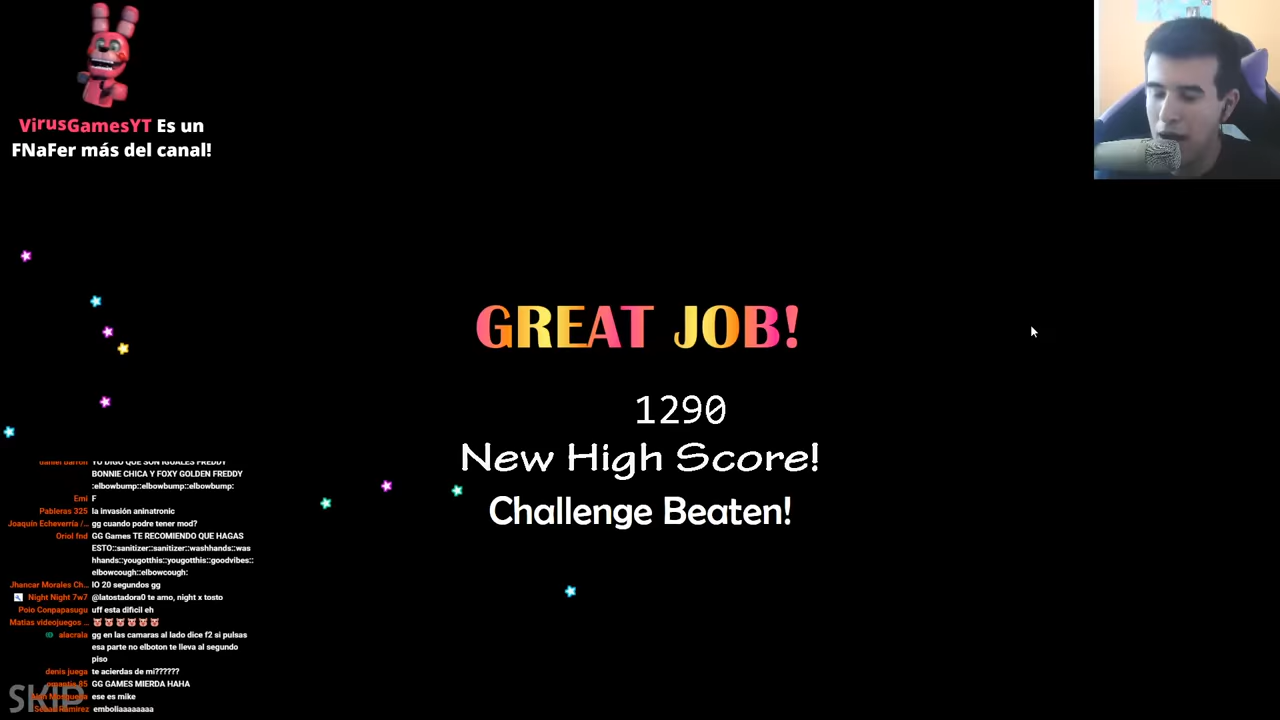 VirusGamesYT Es un
FNaFer más del canal!
GREAT JOB!
1290
New High Score!
Challenge Beaten!
daniel barron YO DIGO QUE SON IGUALES FREDDY
BONNIE CHICA Y FOXY GOLDEN FREDDY
:elbowbump::elbowbump::elbowbump:
Emi F
Pableras 325 la invasión aninatronic
Joaquín Echeverría /... gg cuando podre tener mod?
Oriol fnd GG Games TE RECOMIENDO QUE HAGAS
ESTO::sanitizer::sanitizer::washhands::was
hhands::yougotthis::yougotthis::goodvibes::
elbowcough::elbowcough:
Jhancar Morales Ch... IO 20 segundos gg
Night Night 7w7 @latostadora0 te amo, night x tosto
Poio Conpapasugu uff esta dificil eh
Matias videojuegos ...
alacrala gg en las camaras al lado dice f2 si pulsas
esa parte no elboton te lleva al segundo
piso
denis juega te acierdas de mi??????
GG GAMES MIERDA HAHA
ese es mike
emboliaaaaaaa
SKIP